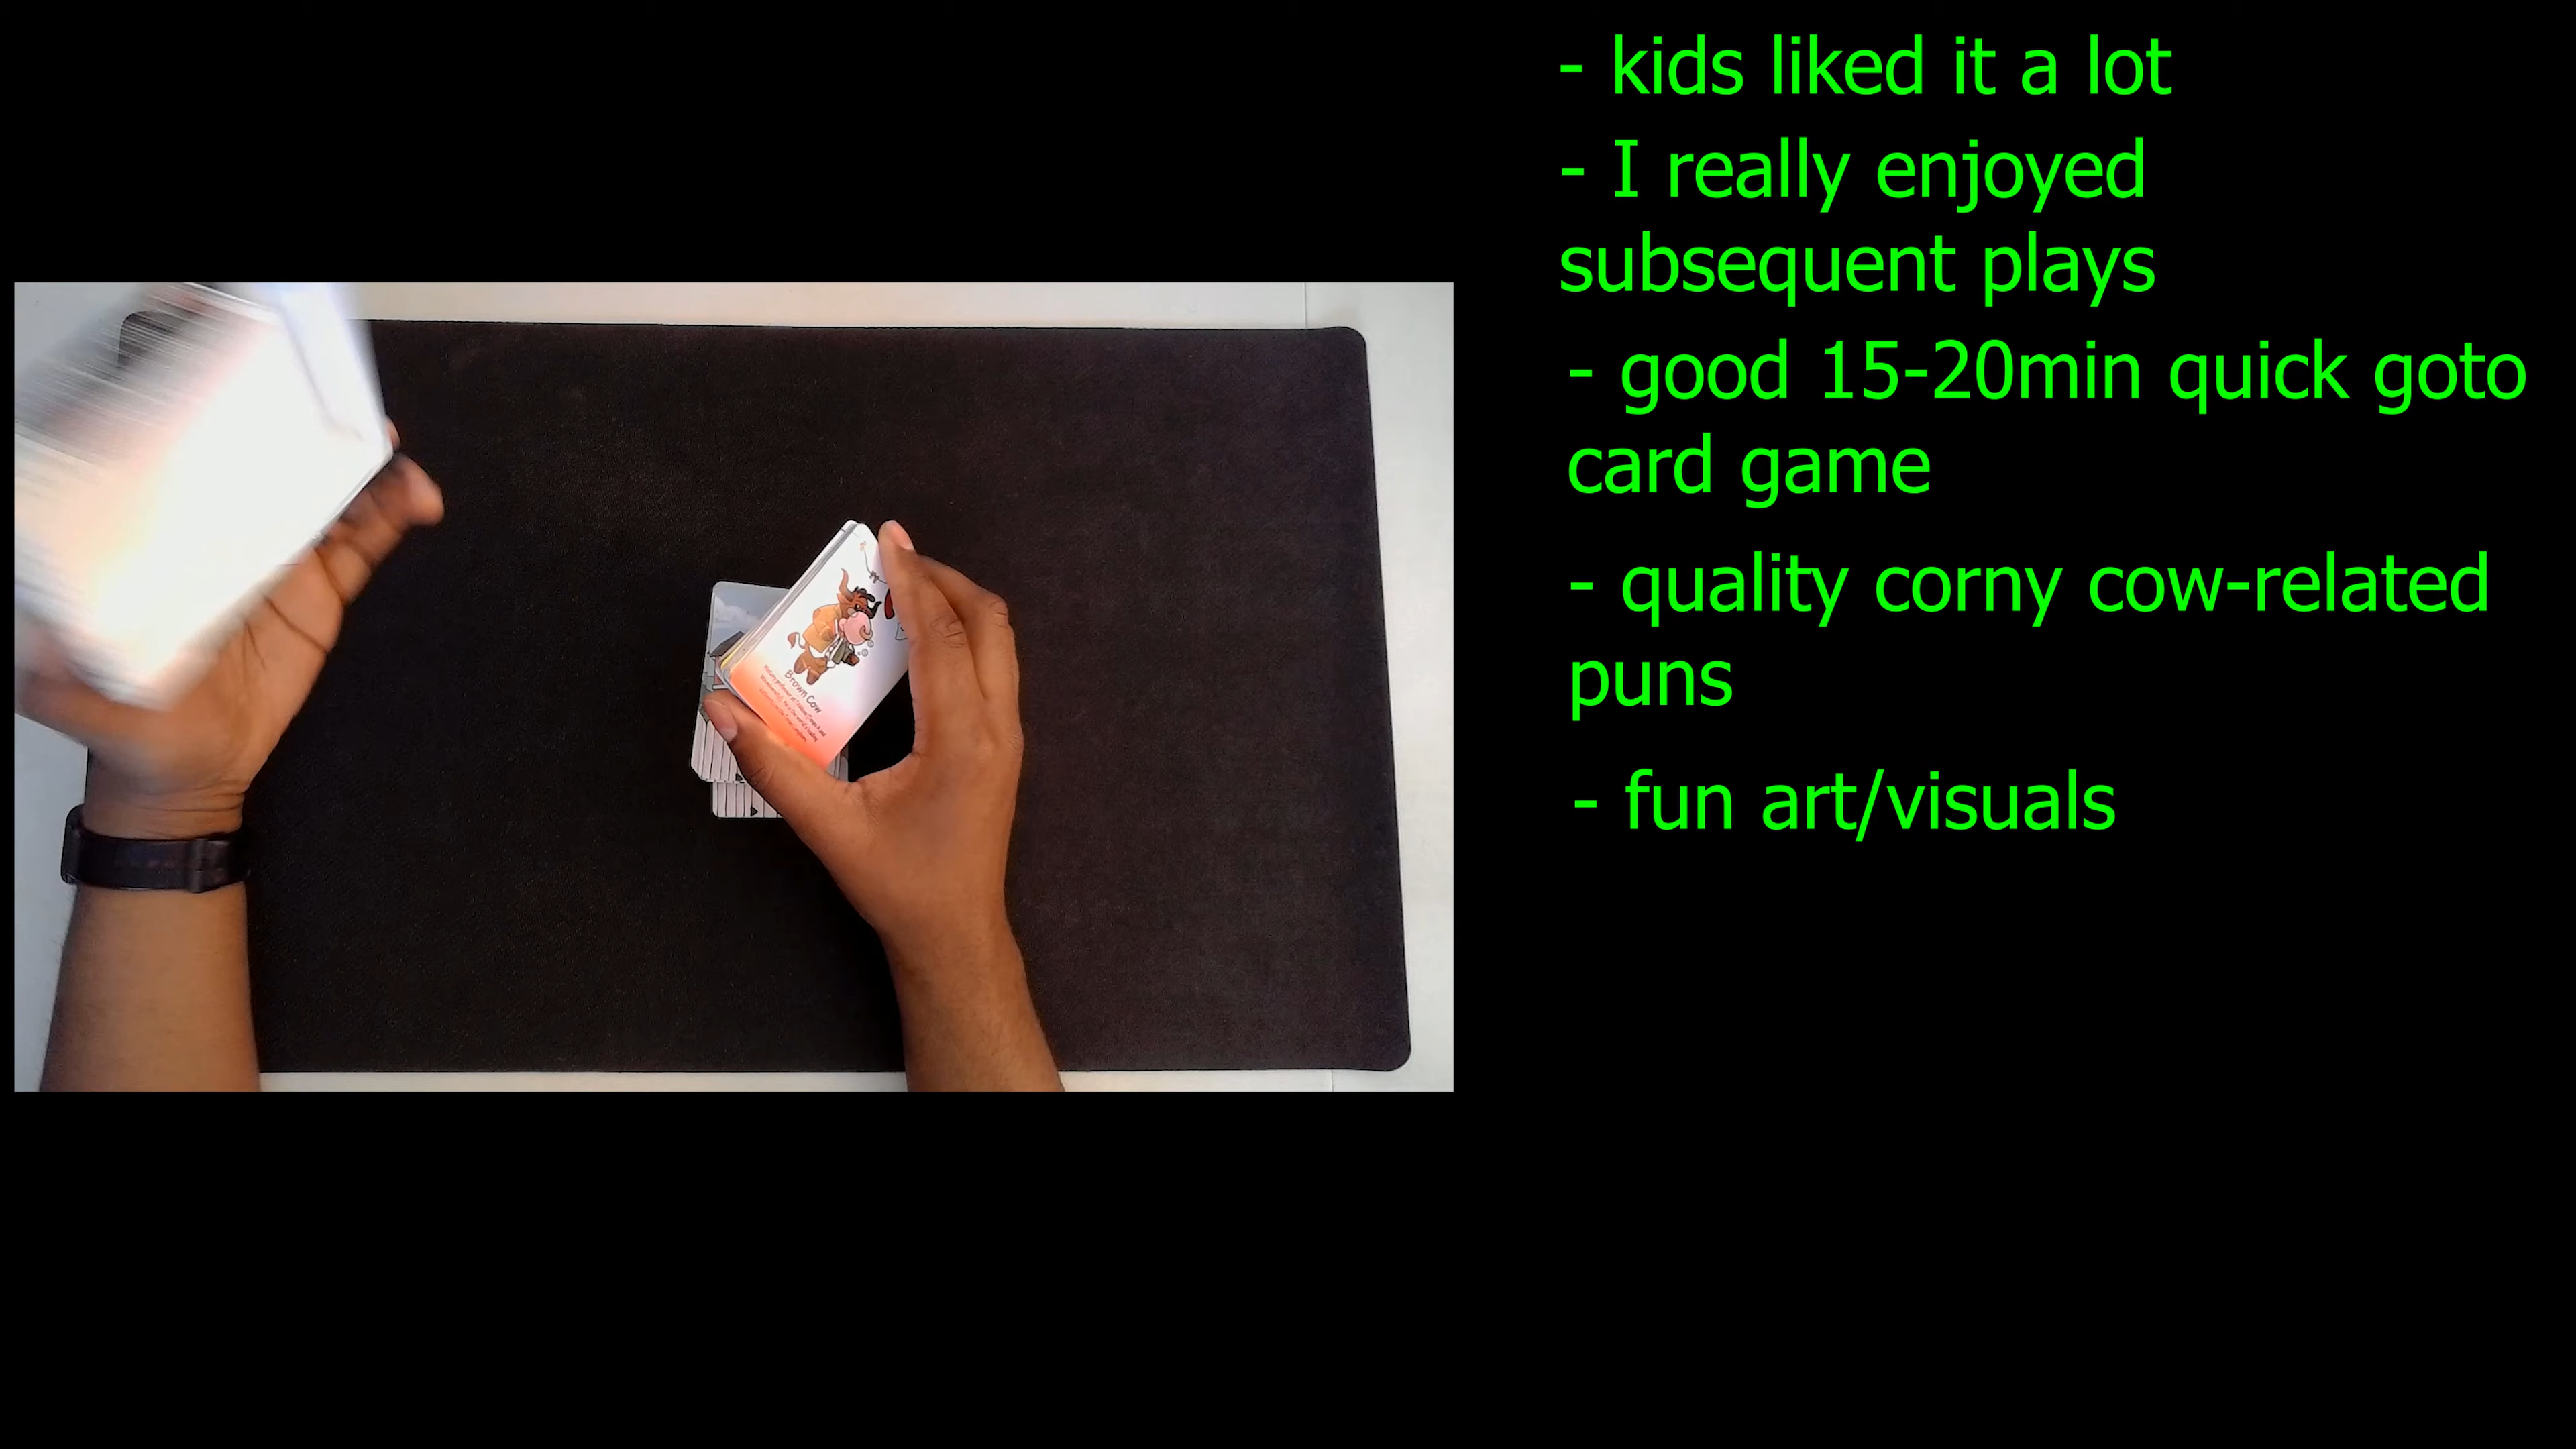 - kids liked it a lot
- I really enjoyed
subsequent plays
- good 15-20min quick goto
card game
- quality corny cow-related
puns
- fun art/visuals
Brown Cow